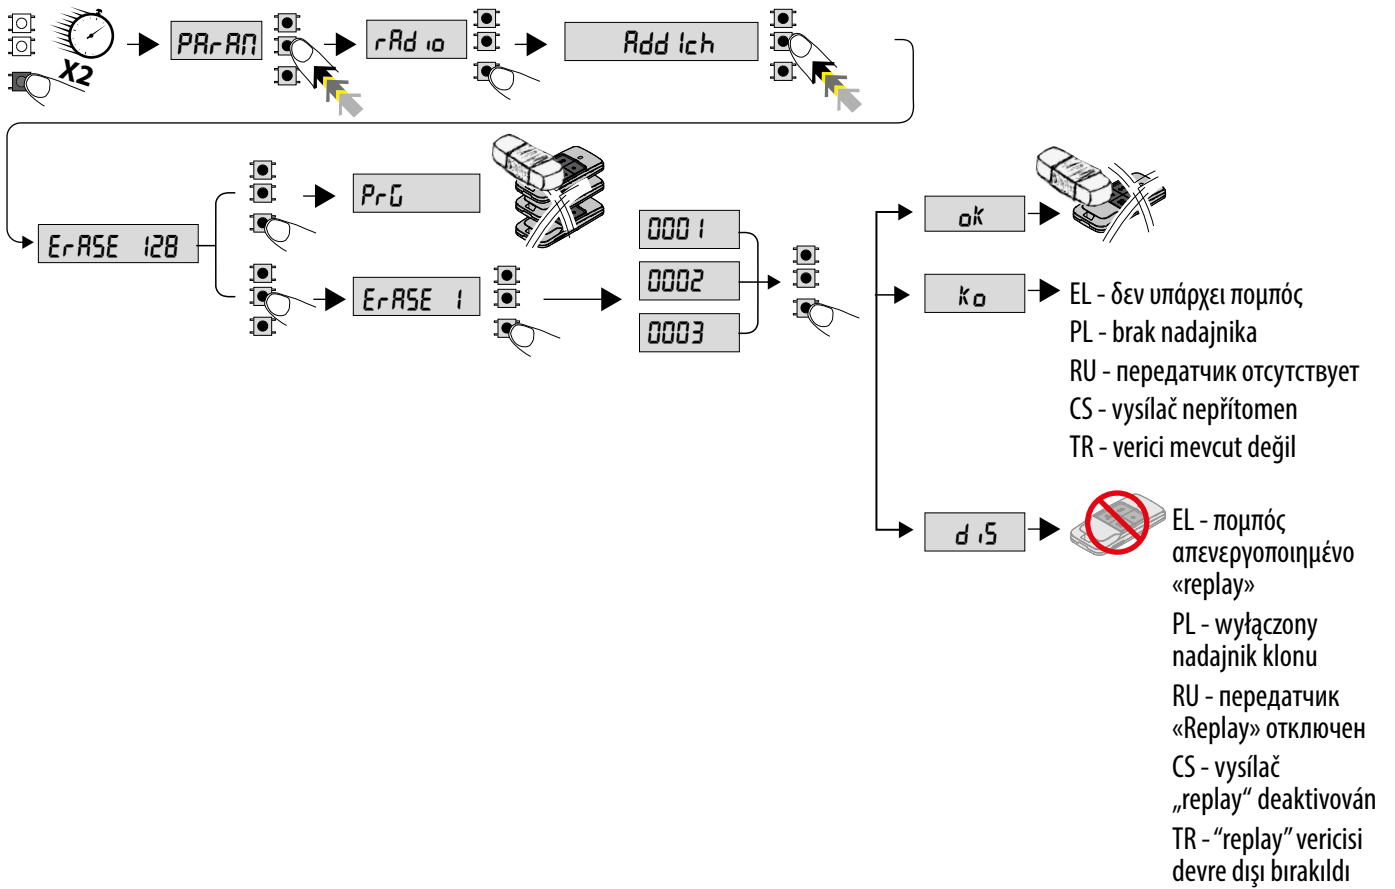 X2
PArAM
rAdio
Add 1ch
ErASE 128
PrG
ErASE 1
0001
0002
0003
oK
Ko
EL - δεν υπάρχει πομπός
PL - brak nadajnika
RU - передатчик отсутствует
CS - vysílač nepřítomen
TR - verici mevcut değil
diS
EL - πομπός
απενεργοποιημένο
«replay»
PL - wyłączony
nadajnik klonu
RU - передатчик
«Replay» отключен
CS - vysílač
„replay“ deaktivován
TR - “replay” vericisi
devre dışı bırakıldı